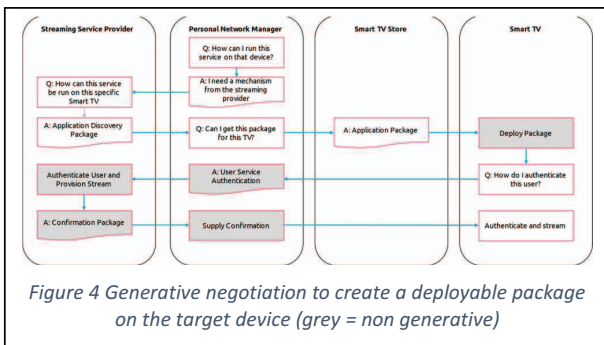 Streaming Service Provider
Personal Network Manager
Smart TV Store
Smart TV
Q: How can I run this
service on that device?
Q: How can this service
be run on this specific
Smart TV
A: I need a mechanism
from the streaming
provider
A: Application Discovery
Package
Q: Can I get this package
for this TV?
A: Application Package
Deploy Package
Authenticate User and
Provision Stream
A: User Service
Authentication
Q: How do I authenticate
this user?
A: Confirmation Package
Supply Confirmation
Authenticate and stream
Figure 4 Generative negotiation to create a deployable package
on the target device (grey = non generative)